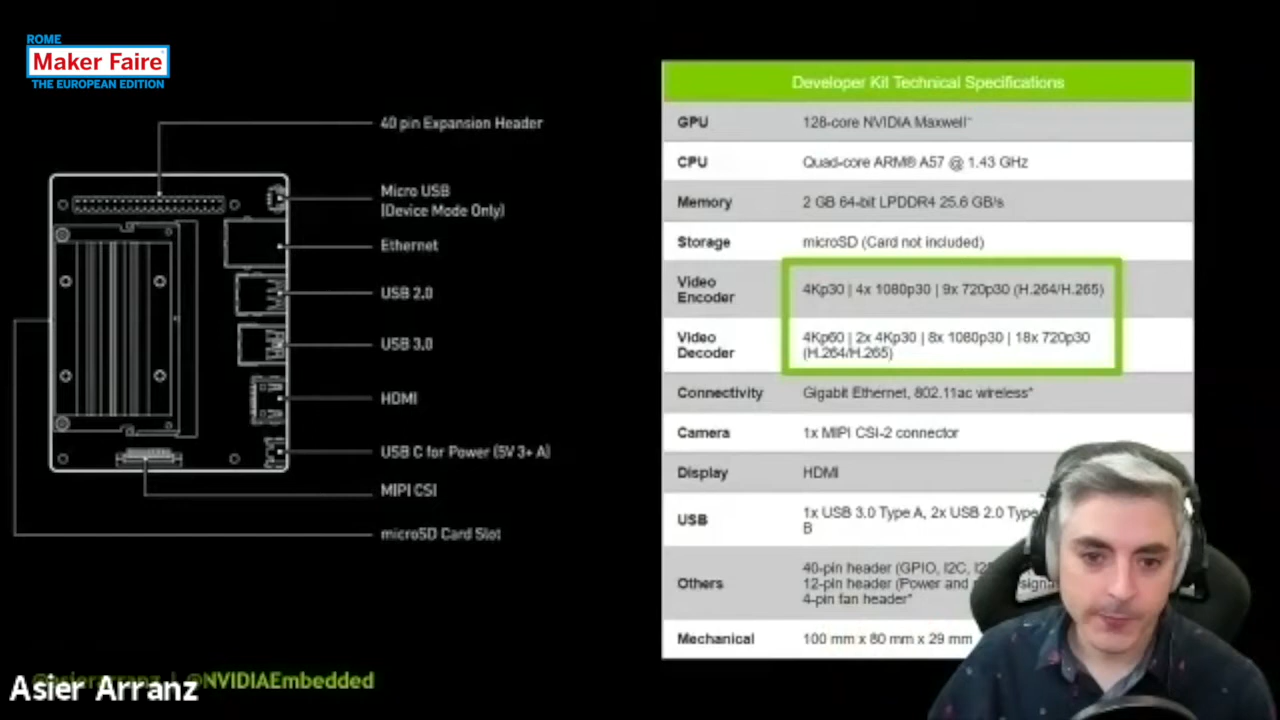 ROME
Maker Faire
THE EUROPEAN EDITION
40 pin Expansion Header
Micro USB
(Device Mode Only)
Ethernet
USB 2.0
USB 3.0
HDMI
USB C for Power (5V 3+ A)
MIPI CSI
microSD Card Slot
Developer Kit Technical Specifications
GPU
128-core NVIDIA Maxwell™
CPU
Quad-core ARM® A57 @ 1.43 GHz
Memory
2 GB 64-bit LPDDR4 25.6 GB/s
Storage
microSD (Card not included)
Video
Encoder
4Kp30 | 4x 1080p30 | 9x 720p30 (H.264/H.265)
Video
Decoder
4Kp60 | 2x 4Kp30 | 8x 1080p30 | 18x 720p30
(H.264/H.265)
Connectivity
Gigabit Ethernet, 802.11ac wireless*
Camera
1x MIPI CSI-2 connector
Display
HDMI
USB
1x USB 3.0 Type A, 2x USB 2.0 Type
B
Others
40-pin header (GPIO, I2C,
12-pin header (Power and
4-pin fan header*
Mechanical
100 mm x 80 mm x 29 mm
@NVIDIAEmbedded
Asier Arranz